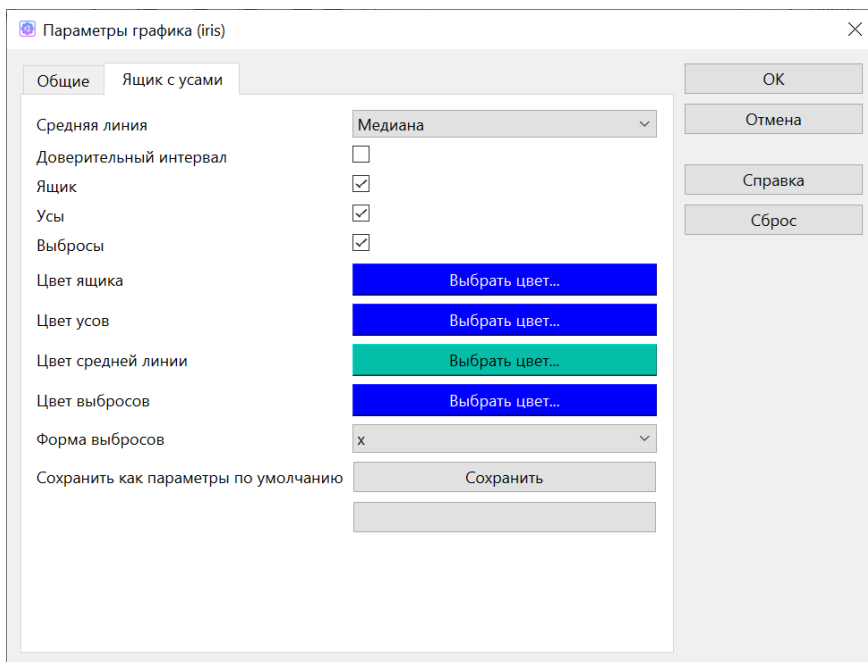 Параметры графика (iris)
Общие
Ящик с усами
Средняя линия
Медиана
Доверительный интервал
Ящик
Усы
Выбросы
Цвет ящика
Выбрать цвет...
Цвет усов
Выбрать цвет...
Цвет средней линии
Выбрать цвет...
Цвет выбросов
Выбрать цвет...
Форма выбросов
x
Сохранить как параметры по умолчанию
Сохранить
OK
Отмена
Справка
Сброс